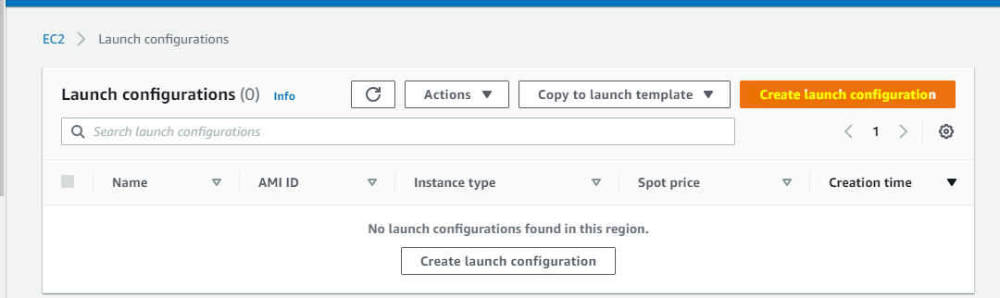 EC2 Launch configurations
Launch configurations (0) Info Actions Copy to launch template Create launch configuration
Search launch configurations 1
Name AMI ID Instance type Spot price Creation time
No launch configurations found in this region.
Create launch configuration